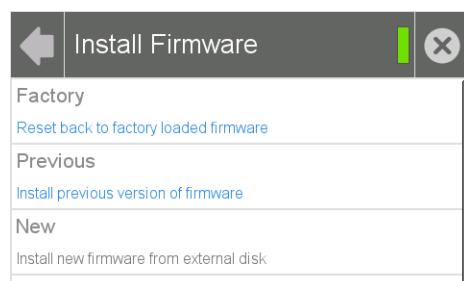 Install Firmware
Factory
Reset back to factory loaded firmware
Previous
Install previous version of firmware
New
Install new firmware from external disk